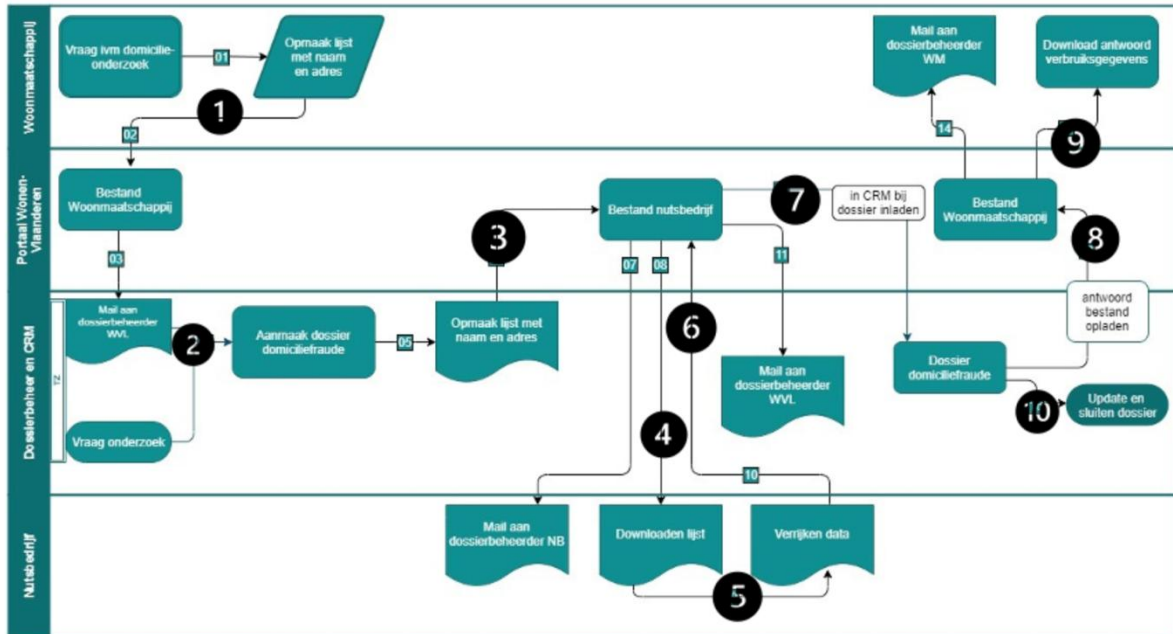 Woonmaatschappij
Vraag ivm domicilie-
onderzoek
01
Opmaak lijst
met naam
en adres
1
02
Mail aan
dossierbeheerder
WM
Download antwoord
verbruiksgegevens
14
9
Portaal Wonen-
Vlaanderen
Bestand
Woonmaatschappij
03
3
Bestand nutsbedrijf
7
in CRM bij
dossier inladen
Bestand
Woonmaatschappij
8
07
08
11
Dossierbeheer en CRM
TZ
Mail aan
dossierbeheerder
WVL
2
Aanmaak dossier
domiciliefraude
05
Opmaak lijst met
naam en adres
6
antwoord
bestand
opladen
Mail aan
dossierbeheerder
WVL
Dossier
domiciliefraude
10
Update en
sluiten dossier
Vraag onderzoek
4
10
Nutsbedrijf
Mail aan
dossierbeheerder NB
Downloaden lijst
Verrijken data
5